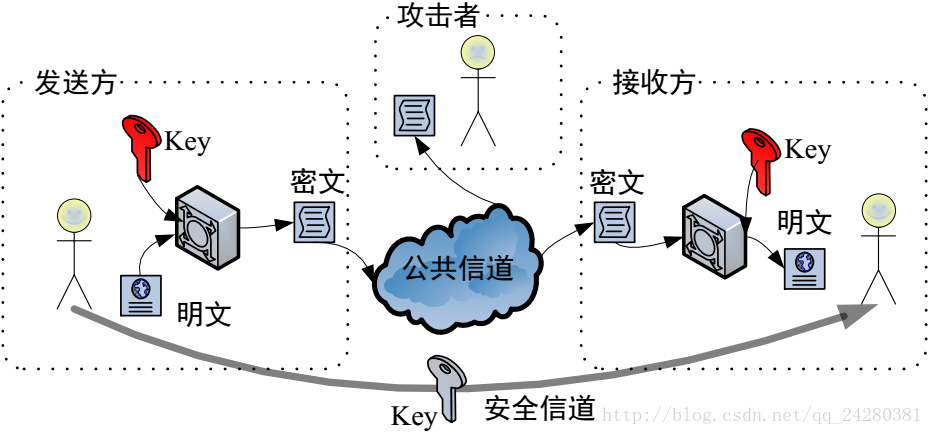 攻击者
发送方
接收方
Key
Key
密文
密文
明文
公共信道
明文
Key
安全信道
http://blog.csdn.net/qq_24280381